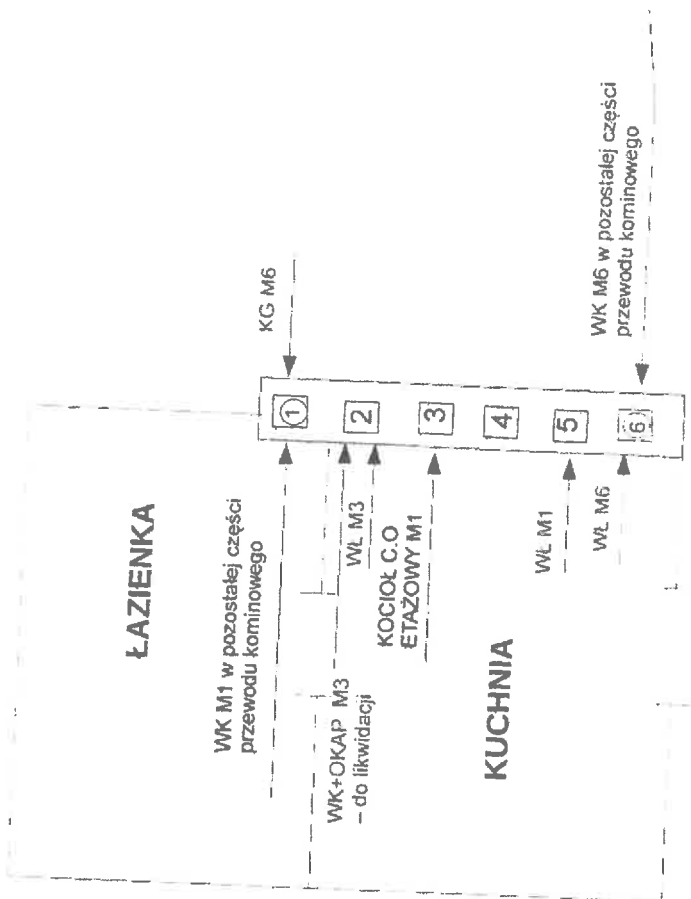 ŁAZIENKA
WK M1 w pozostałej części
przewodu kominowego
KG M6
1
2
3
4
5
6
WK+OKAP M3
– do likwidacji
WŁ M3
KOCIOŁ C.O
ETAŻOWY M1
KUCHNIA
WŁ M1
WŁ M6
WK M6 w pozostałej części
przewodu kominowego